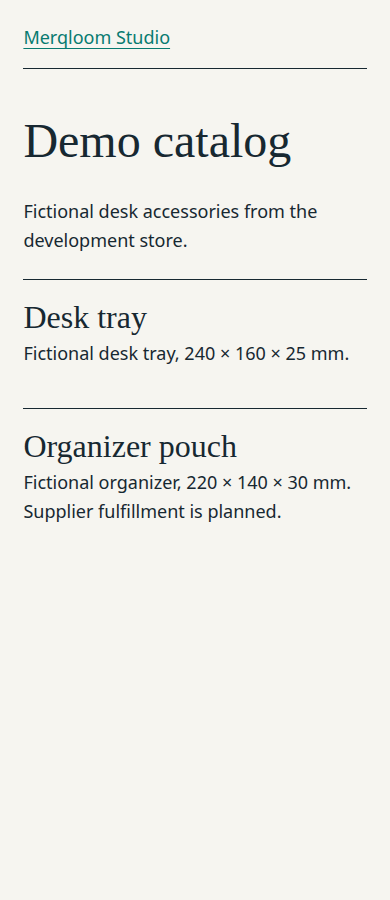 Merqloom Studio
Demo catalog
Fictional desk accessories from the
development store.
Desk tray
Fictional desk tray, 240 × 160 × 25 mm.
Organizer pouch
Fictional organizer, 220 × 140 × 30 mm.
Supplier fulfillment is planned.